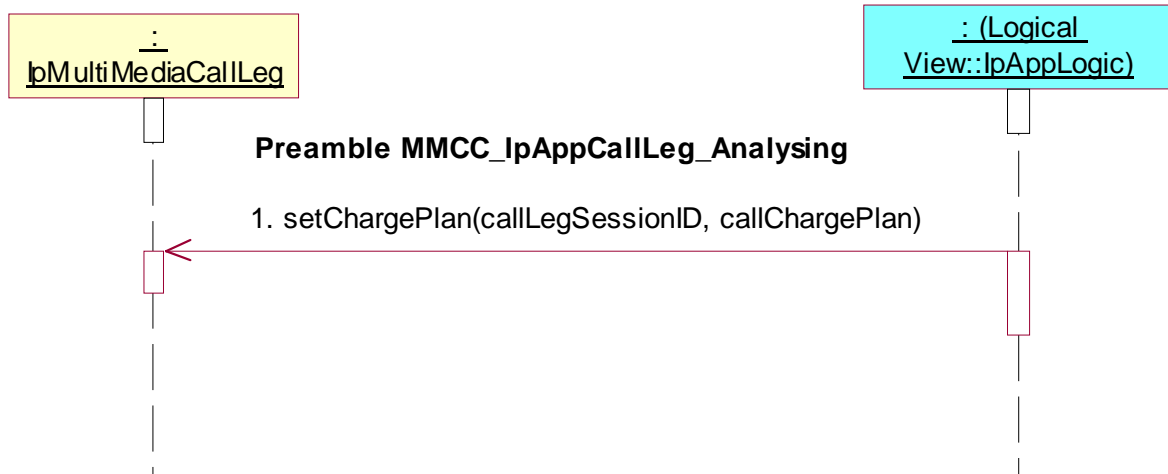 :
IpMultiMediaCallLeg
: (Logical
View::IpAppLogic)
Preamble MMCC_IpAppCallLeg_Analysing
1. setChargePlan(callLegSessionID, callChargePlan)